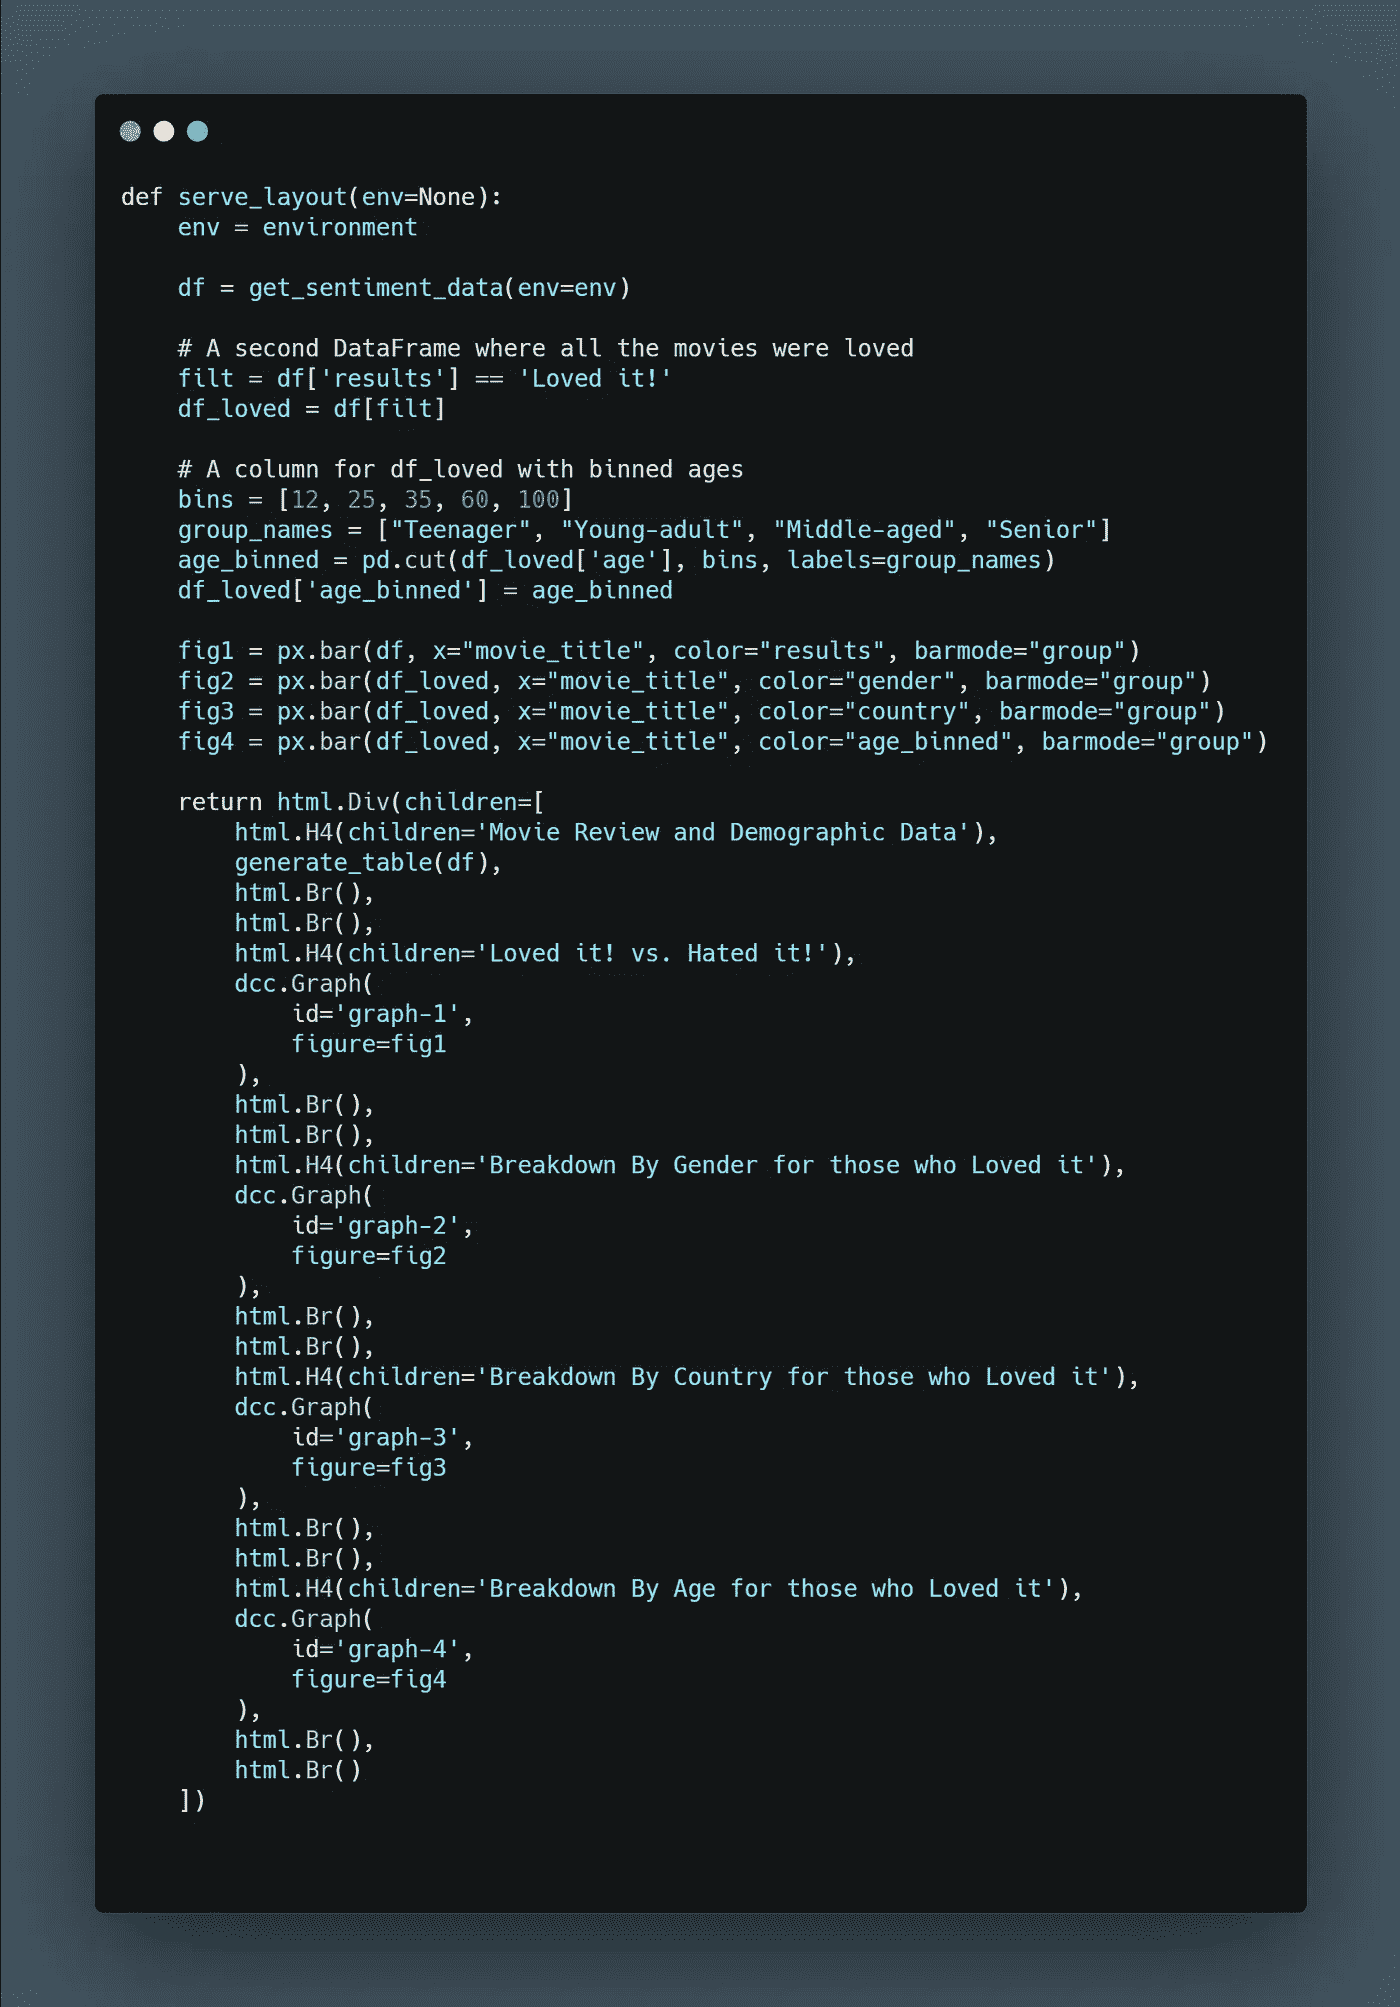 def serve_layout(env=None):
    env = environment

    df = get_sentiment_data(env=env)

    # A second DataFrame where all the movies were loved
    filt = df['results'] == 'Loved it!'
    df_loved = df[filt]

    # A column for df_loved with binned ages
    bins = [12, 25, 35, 60, 100]
    group_names = ["Teenager", "Young-adult", "Middle-aged", "Senior"]
    age_binned = pd.cut(df_loved['age'], bins, labels=group_names)
    df_loved['age_binned'] = age_binned

    fig1 = px.bar(df, x="movie_title", color="results", barmode="group")
    fig2 = px.bar(df_loved, x="movie_title", color="gender", barmode="group")
    fig3 = px.bar(df_loved, x="movie_title", color="country", barmode="group")
    fig4 = px.bar(df_loved, x="movie_title", color="age_binned", barmode="group")

    return html.Div(children=[
        html.H4(children='Movie Review and Demographic Data'),
        generate_table(df),
        html.Br(),
        html.Br(),
        html.H4(children='Loved it! vs. Hated it!'),
        dcc.Graph(
            id='graph-1',
            figure=fig1
        ),
        html.Br(),
        html.Br(),
        html.H4(children='Breakdown By Gender for those who Loved it'),
        dcc.Graph(
            id='graph-2',
            figure=fig2
        ),
        html.Br(),
        html.Br(),
        html.H4(children='Breakdown By Country for those who Loved it'),
        dcc.Graph(
            id='graph-3',
            figure=fig3
        ),
        html.Br(),
        html.Br(),
        html.H4(children='Breakdown By Age for those who Loved it'),
        dcc.Graph(
            id='graph-4',
            figure=fig4
        ),
        html.Br(),
        html.Br()
    ])